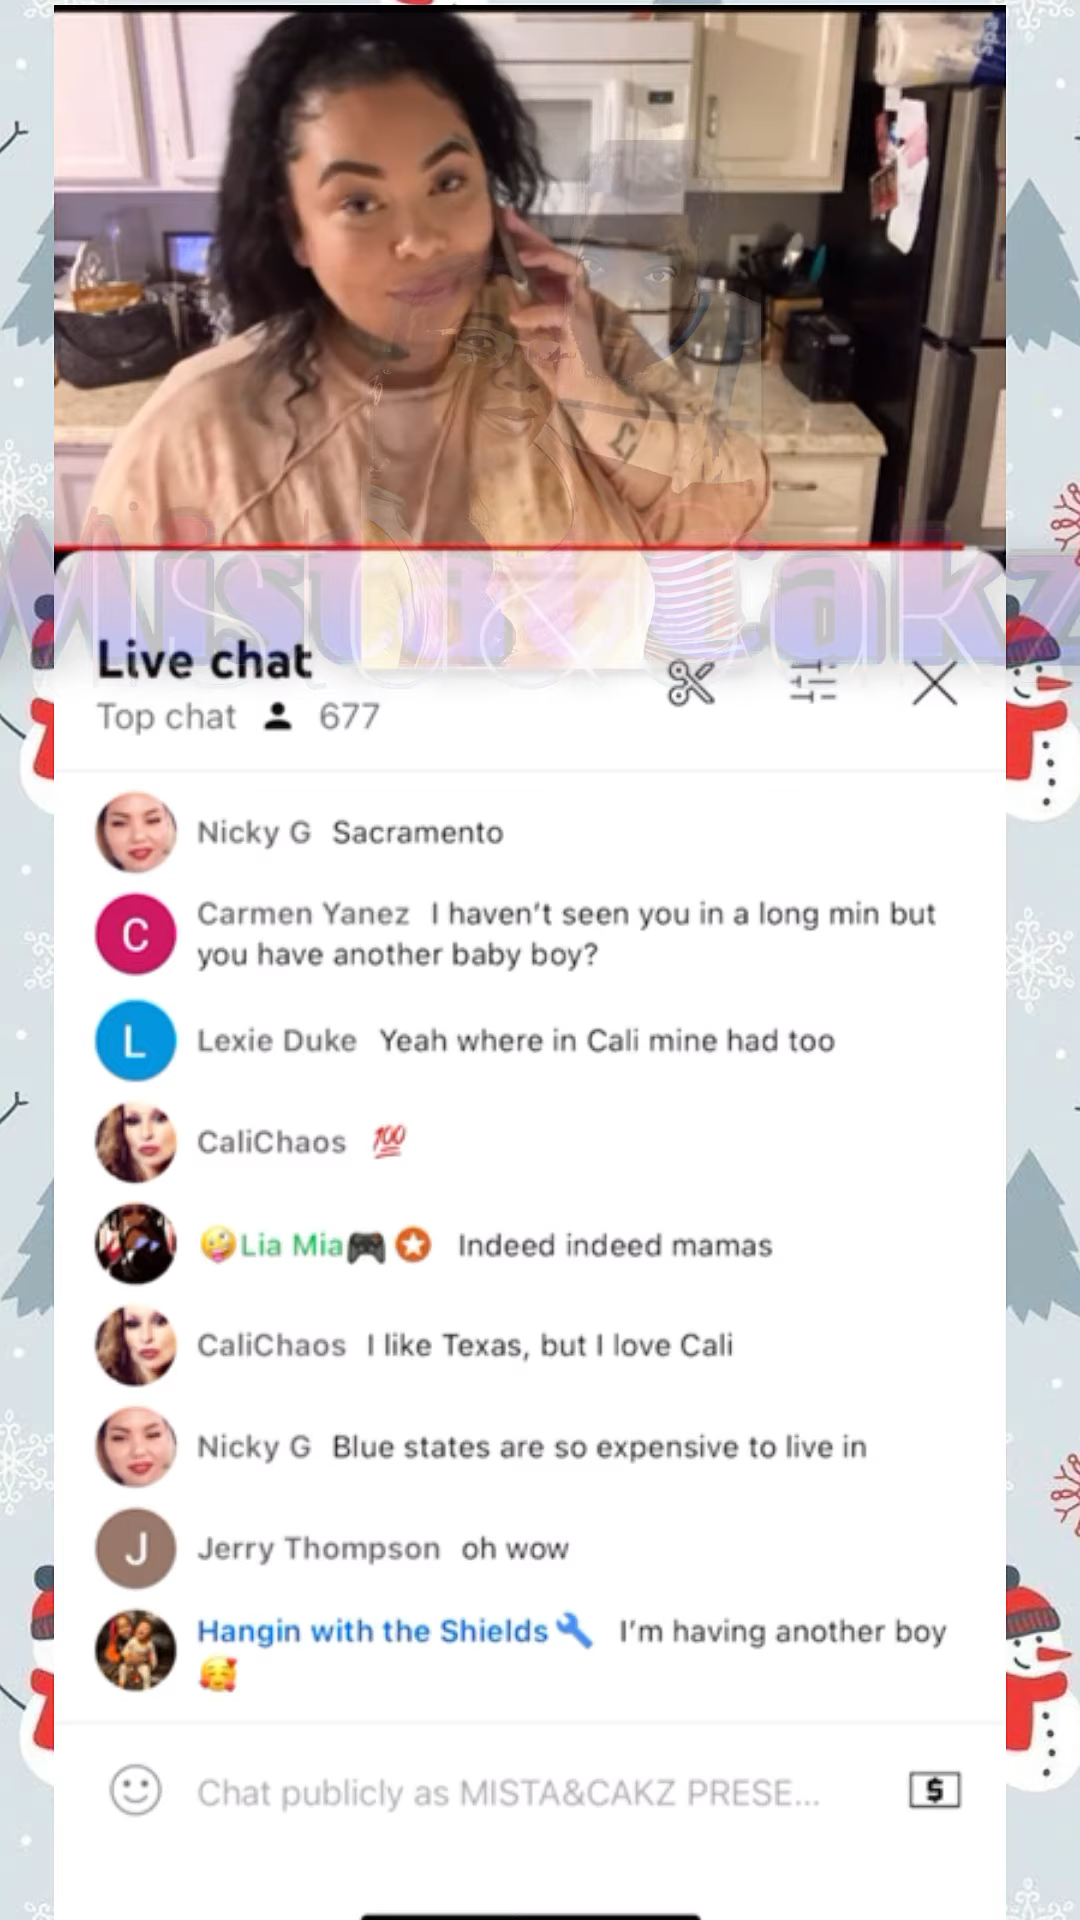 Spa
Mista & Cakz
Live chat
Top chat 677
Nicky G Sacramento
C
Carmen Yanez I haven't seen you in a long min but
you have another baby boy?
L
Lexie Duke Yeah where in Cali mine had too
CaliChaos 💯
🤪Lia Mia🎮 Indeed indeed mamas
CaliChaos I like Texas, but I love Cali
Nicky G Blue states are so expensive to live in
J
Jerry Thompson oh wow
Hangin with the Shields🔧 I'm having another boy
🥰
Chat publicly as MISTA&CAKZ PRESE...
$